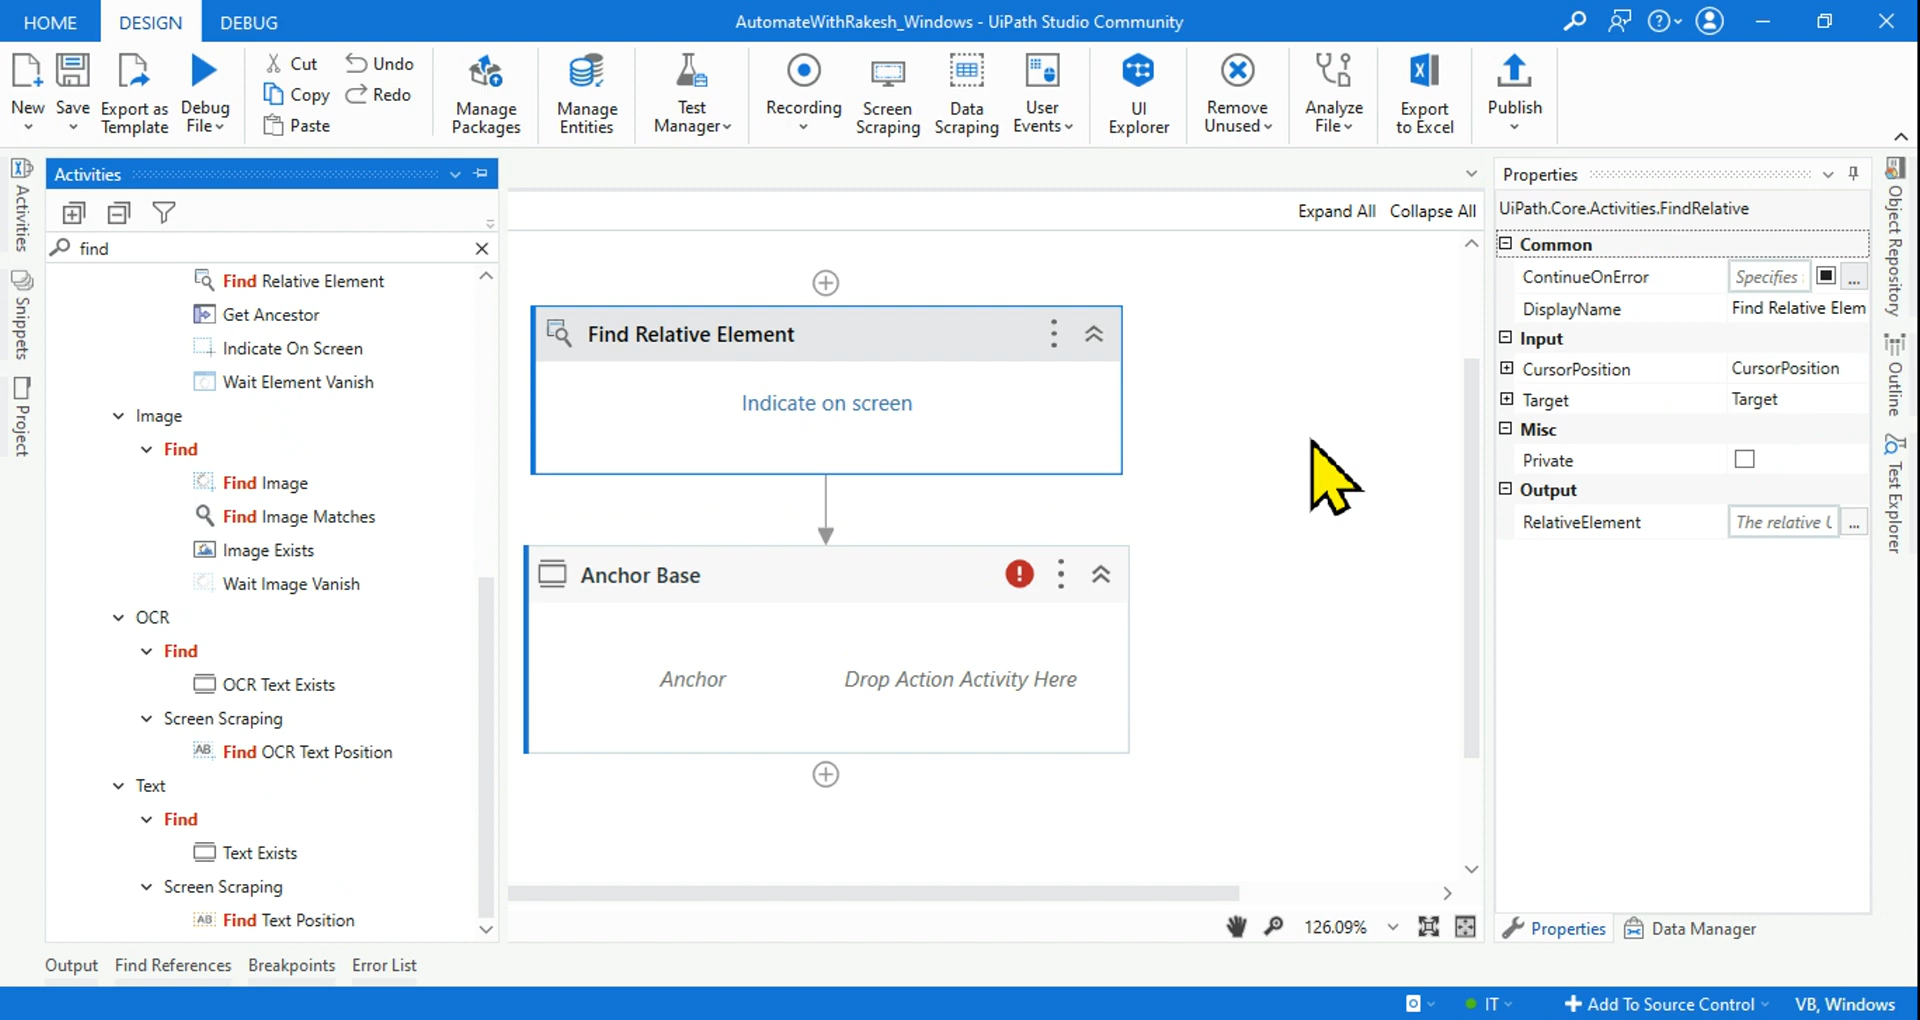 HOME DESIGN DEBUG AutomateWithRakesh_Windows - UiPath Studio Community
New Save Export as Template Debug File
Cut Copy Paste Undo Redo
Manage Packages
Manage Entities
Test Manager
Recording
Screen Scraping
Data Scraping
User Events
UI Explorer
Remove Unused
Analyze File
Export to Excel
Publish
Activities
Snippets
Project
Activities
find
Find Relative Element
Get Ancestor
Indicate On Screen
Wait Element Vanish
Image
Find
Find Image
Find Image Matches
Image Exists
Wait Image Vanish
OCR
Find
OCR Text Exists
Screen Scraping
AB Find OCR Text Position
Text
Find
Text Exists
Screen Scraping
AB Find Text Position
Expand All Collapse All
Find Relative Element
Indicate on screen
Anchor Base
Anchor Drop Action Activity Here
126.09%
Properties
UiPath.Core.Activities.FindRelative
Common
ContinueOnError Specifies ...
DisplayName Find Relative Elem
Input
CursorPosition CursorPosition
Target Target
Misc
Private
Output
RelativeElement The relative U ...
Properties Data Manager
Object Repository
Outline
Test Explorer
Output Find References Breakpoints Error List
IT Add To Source Control VB, Windows